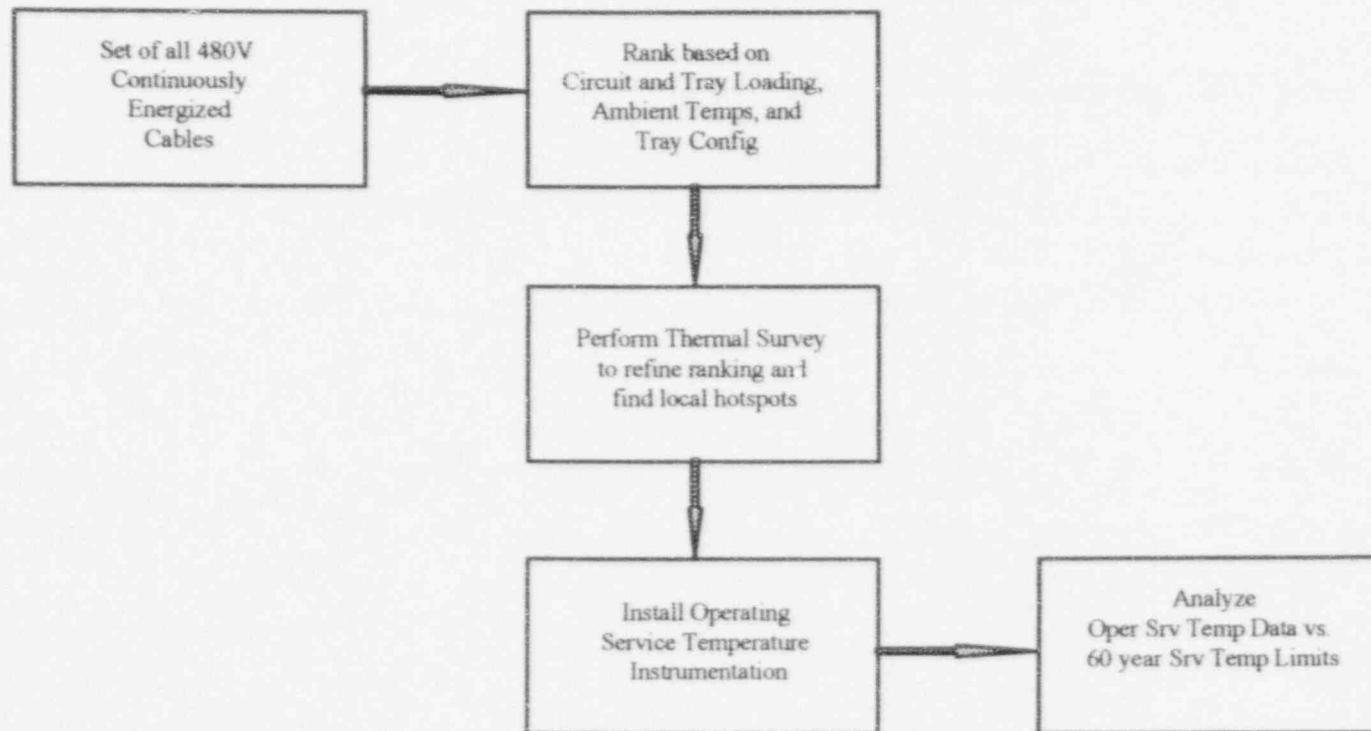 Set of all 480V
Continuously
Energized
Cables
Rank based on
Circuit and Tray Loading,
Ambient Temps, and
Tray Config
Perform Thermal Survey
to refine ranking and
find local hotspots
Install Operating
Service Temperature
Instrumentation
Analyze
Oper Srv Temp Data vs.
60 year Srv Temp Limits